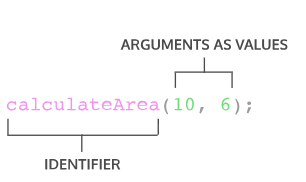 ARGUMENTS AS VALUES
calculateArea(10, 6);
IDENTIFIER